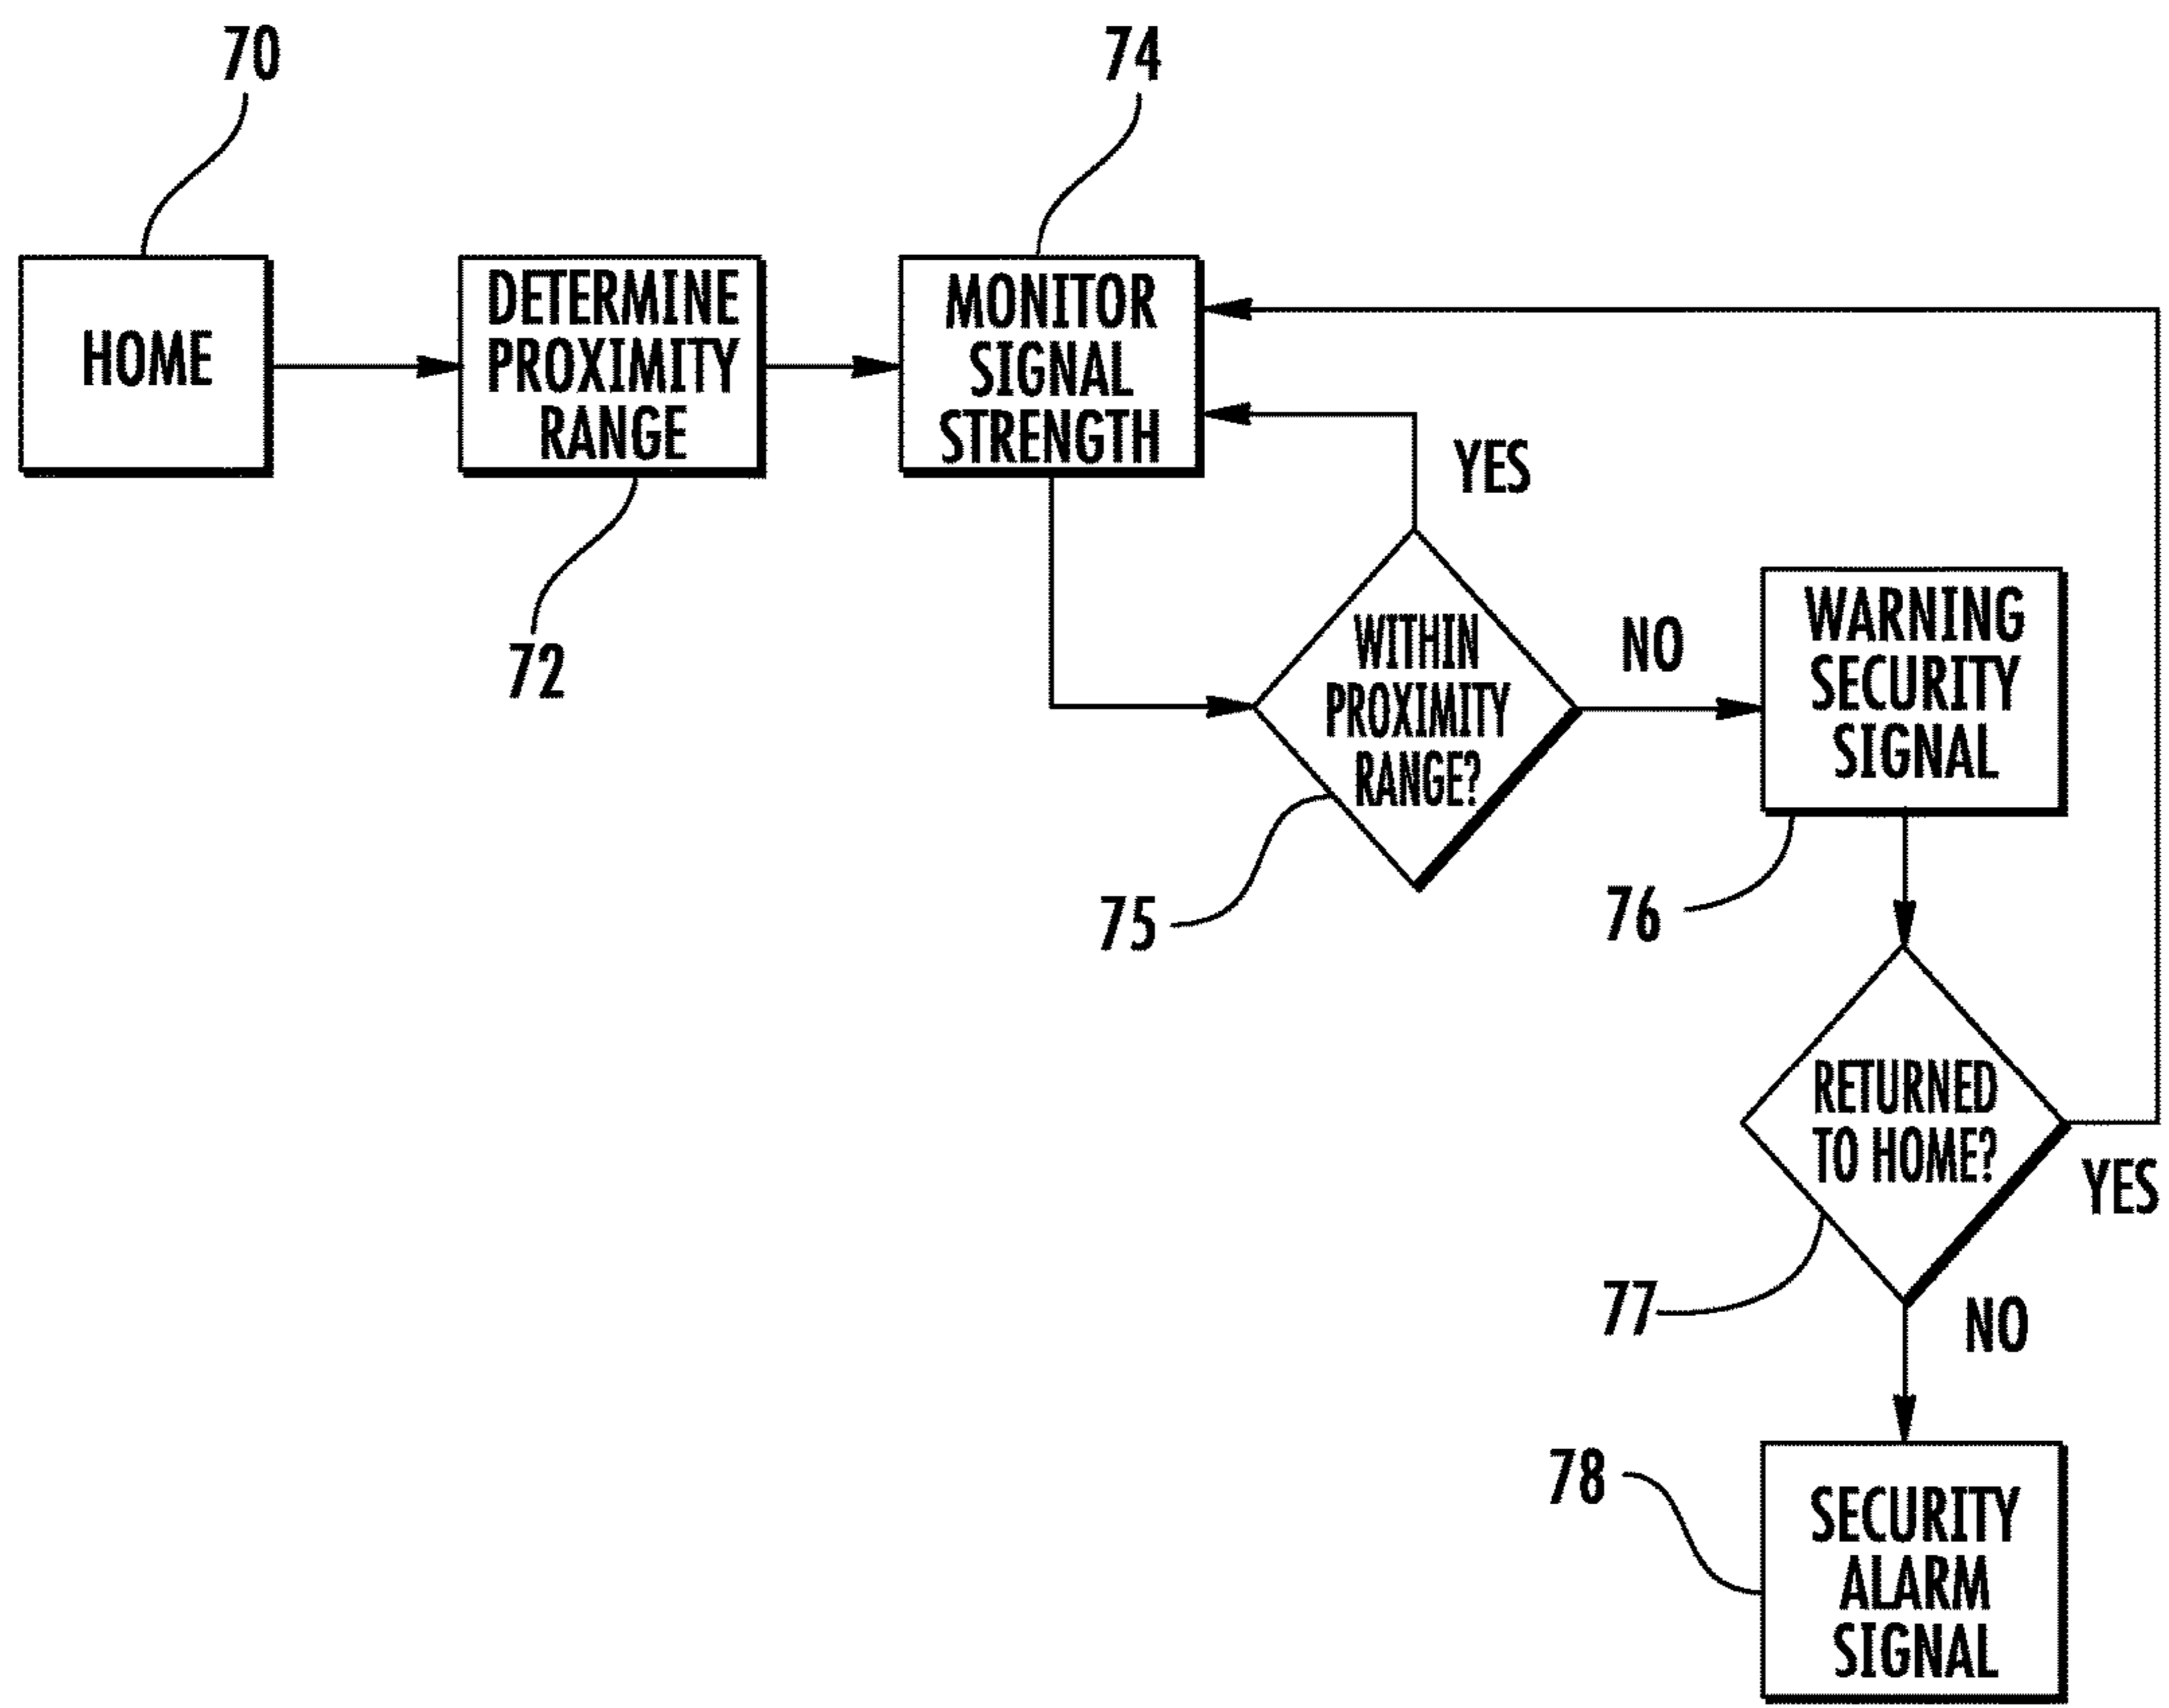 70
74
HOME
DETERMINE
PROXIMITY
RANGE
MONITOR
SIGNAL
STRENGTH
72
YES
WITHIN
PROXIMITY
RANGE?
NO
WARNING
SECURITY
SIGNAL
75
76
RETURNED
TO HOME?
YES
77
NO
78
SECURITY
ALARM
SIGNAL